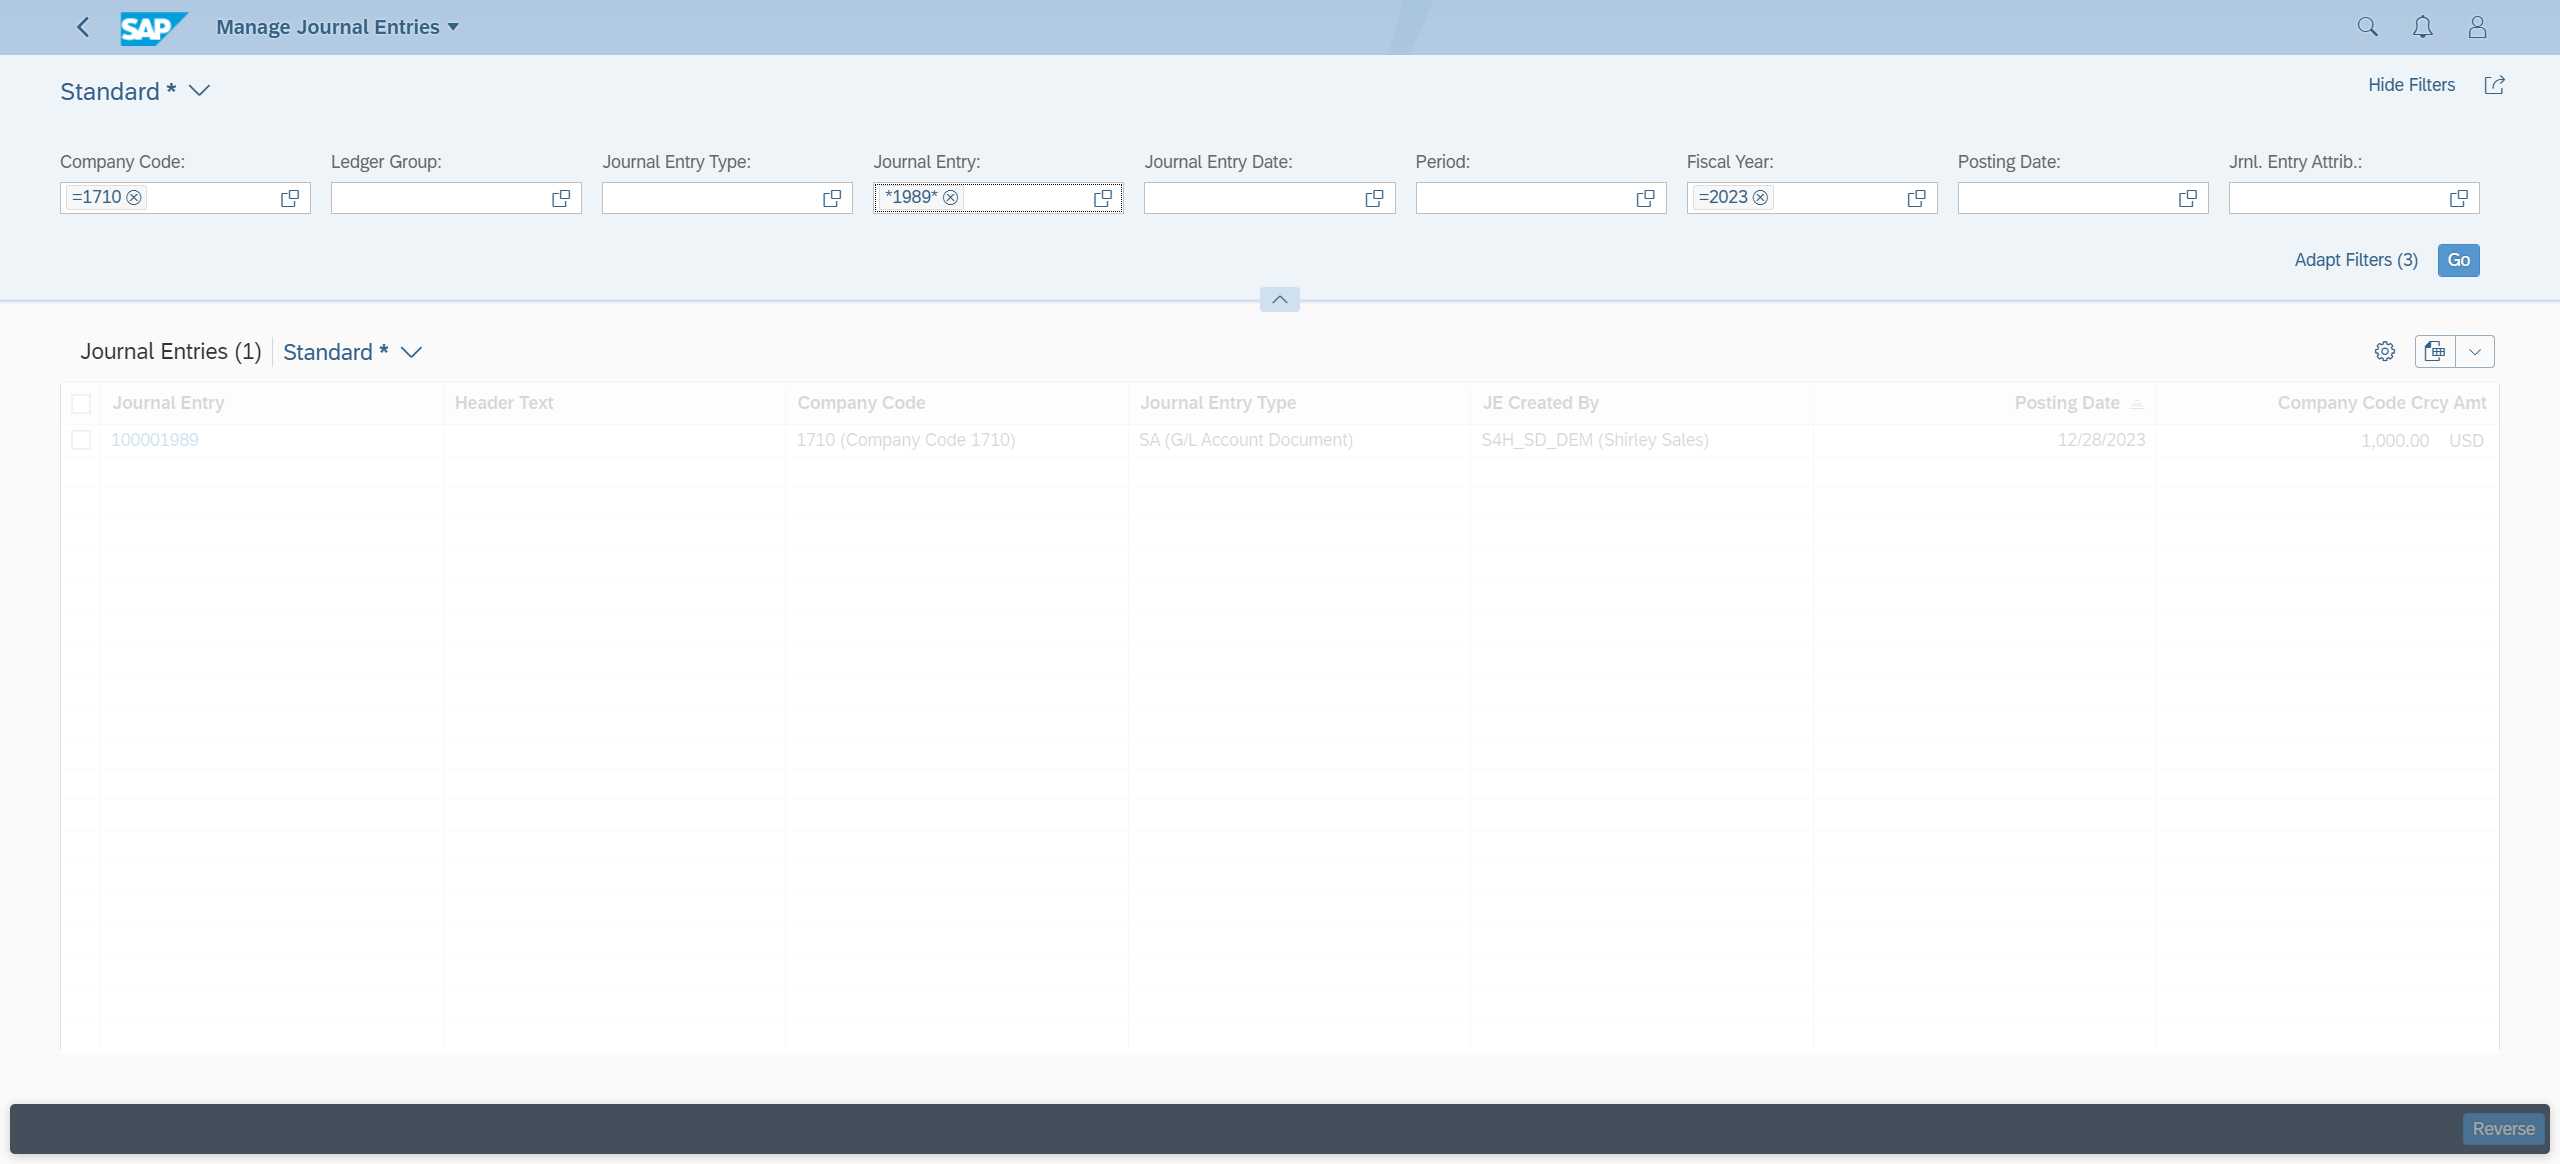 SAP Manage Journal Entries
Standard *
Hide Filters
Company Code: Ledger Group: Journal Entry Type: Journal Entry: Journal Entry Date: Period: Fiscal Year: Posting Date: Jrnl. Entry Attrib.:
=1710 *1989* =2023
Adapt Filters (3) Go
Journal Entries (1) Standard *
Journal Entry Header Text Company Code Journal Entry Type JE Created By Posting Date Company Code Crcy Amt
100001989 1710 (Company Code 1710) SA (G/L Account Document) S4H_SD_DEM (Shirley Sales) 12/28/2023 1,000.00 USD
Reverse